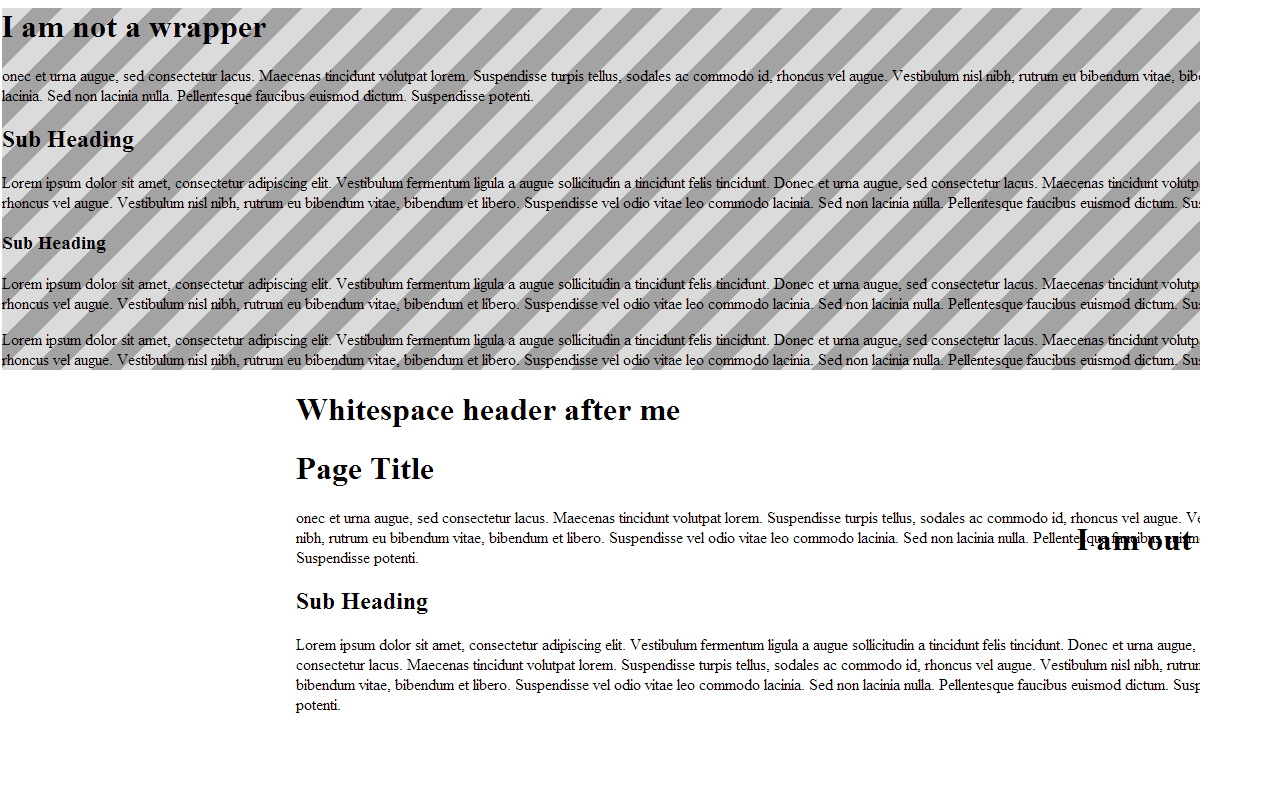 I am not a wrapper
onec et urna augue, sed consectetur lacus. Maecenas tincidunt volutpat lorem. Suspendisse turpis tellus, sodales ac commodo id, rhoncus vel augue. Vestibulum nisl nibh, rutrum eu bibendum vitae,
lacinia. Sed non lacinia nulla. Pellentesque faucibus euismod dictum. Suspendisse potenti.
Sub Heading
Lorem ipsum dolor sit amet, consectetur adipiscing elit. Vestibulum fermentum ligula a augue sollicitudin a tincidunt felis tincidunt. Donec et urna augue, sed consectetur lacus. Maecenas tincidunt
rhoncus vel augue. Vestibulum nisl nibh, rutrum eu bibendum vitae, bibendum et libero. Suspendisse vel odio vitae leo commodo lacinia. Sed non lacinia nulla. Pellentesque faucibus euismod dictum.
Sub Heading
Lorem ipsum dolor sit amet, consectetur adipiscing elit. Vestibulum fermentum ligula a augue sollicitudin a tincidunt felis tincidunt. Donec et urna augue, sed consectetur lacus. Maecenas tincidunt
rhoncus vel augue. Vestibulum nisl nibh, rutrum eu bibendum vitae, bibendum et libero. Suspendisse vel odio vitae leo commodo lacinia. Sed non lacinia nulla. Pellentesque faucibus euismod dictum.
Lorem ipsum dolor sit amet, consectetur adipiscing elit. Vestibulum fermentum ligula a augue sollicitudin a tincidunt felis tincidunt. Donec et urna augue, sed consectetur lacus. Maecenas tincidunt
rhoncus vel augue. Vestibulum nisl nibh, rutrum eu bibendum vitae, bibendum et libero. Suspendisse vel odio vitae leo commodo lacinia. Sed non lacinia nulla. Pellentesque faucibus euismod dictum.
Whitespace header after me
Page Title
onec et urna augue, sed consectetur lacus. Maecenas tincidunt volutpat lorem. Suspendisse turpis tellus, sodales ac commodo id, rhoncus vel augue.
nibh, rutrum eu bibendum vitae, bibendum et libero. Suspendisse vel odio vitae leo commodo lacinia. Sed non lacinia nulla.
I am out
Suspendisse potenti.
Sub Heading
Lorem ipsum dolor sit amet, consectetur adipiscing elit. Vestibulum fermentum ligula a augue sollicitudin a tincidunt felis tincidunt. Donec et urna augue,
consectetur lacus. Maecenas tincidunt volutpat lorem. Suspendisse turpis tellus, sodales ac commodo id, rhoncus vel augue. Vestibulum nisl nibh,
bibendum vitae, bibendum et libero. Suspendisse vel odio vitae leo commodo lacinia. Sed non lacinia nulla. Pellentesque faucibus euismod dictum.
potenti.